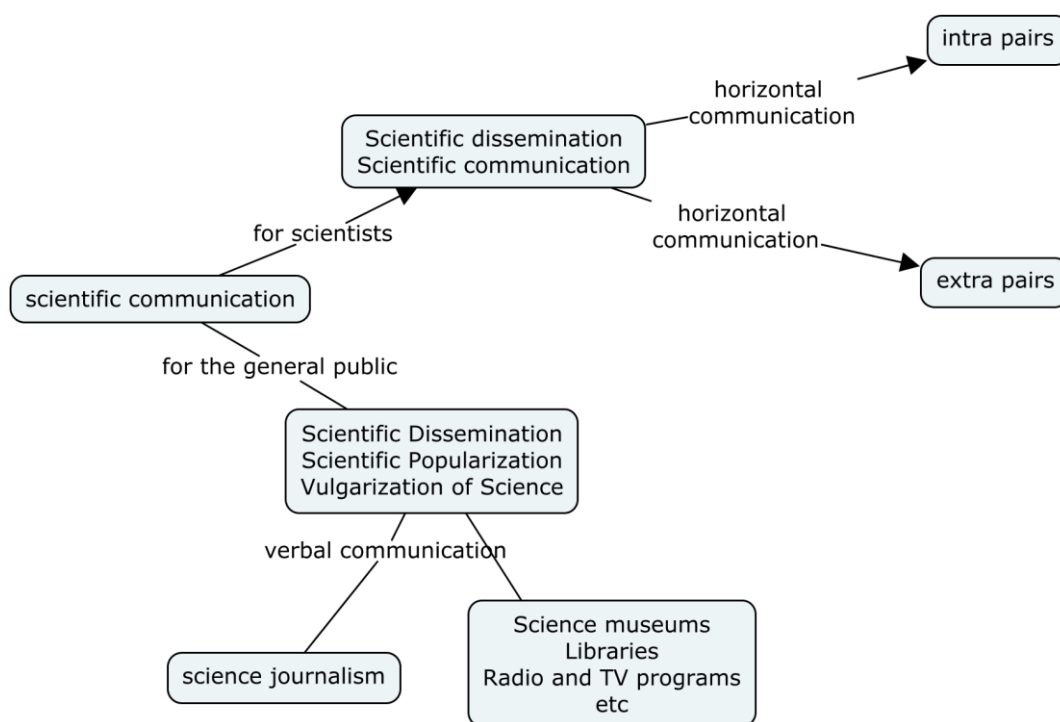 intra pairs
horizontal
communication
Scientific dissemination
Scientific communication
horizontal
communication
for scientists
extra pairs
scientific communication
for the general public
Scientific Dissemination
Scientific Popularization
Vulgarization of Science
verbal communication
Science museums
Libraries
Radio and TV programs
etc
science journalism